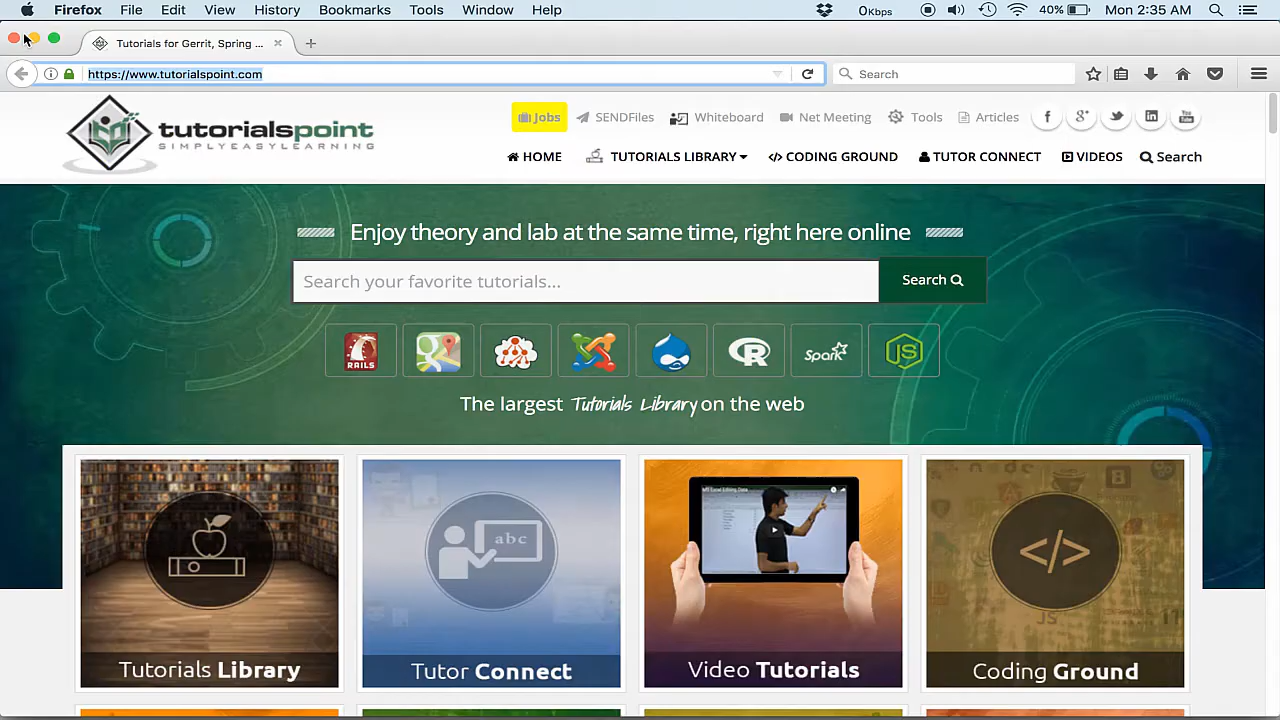 Firefox File Edit View History Bookmarks Tools Window Help 0Kbps 40% Mon 2:35 AM
Tutorials for Gerrit, Spring ...
https://www.tutorialspoint.com Search
tutorialspoint
SIMPLYEASYLEARNING
Jobs SENDFiles Whiteboard Net Meeting Tools Articles
HOME TUTORIALS LIBRARY CODING GROUND TUTOR CONNECT VIDEOS Search
Enjoy theory and lab at the same time, right here online
Search your favorite tutorials... Search
RAILS R Spark JS
The largest Tutorials Library on the web
abc
Tutorials Library Tutor Connect Video Tutorials Coding Ground